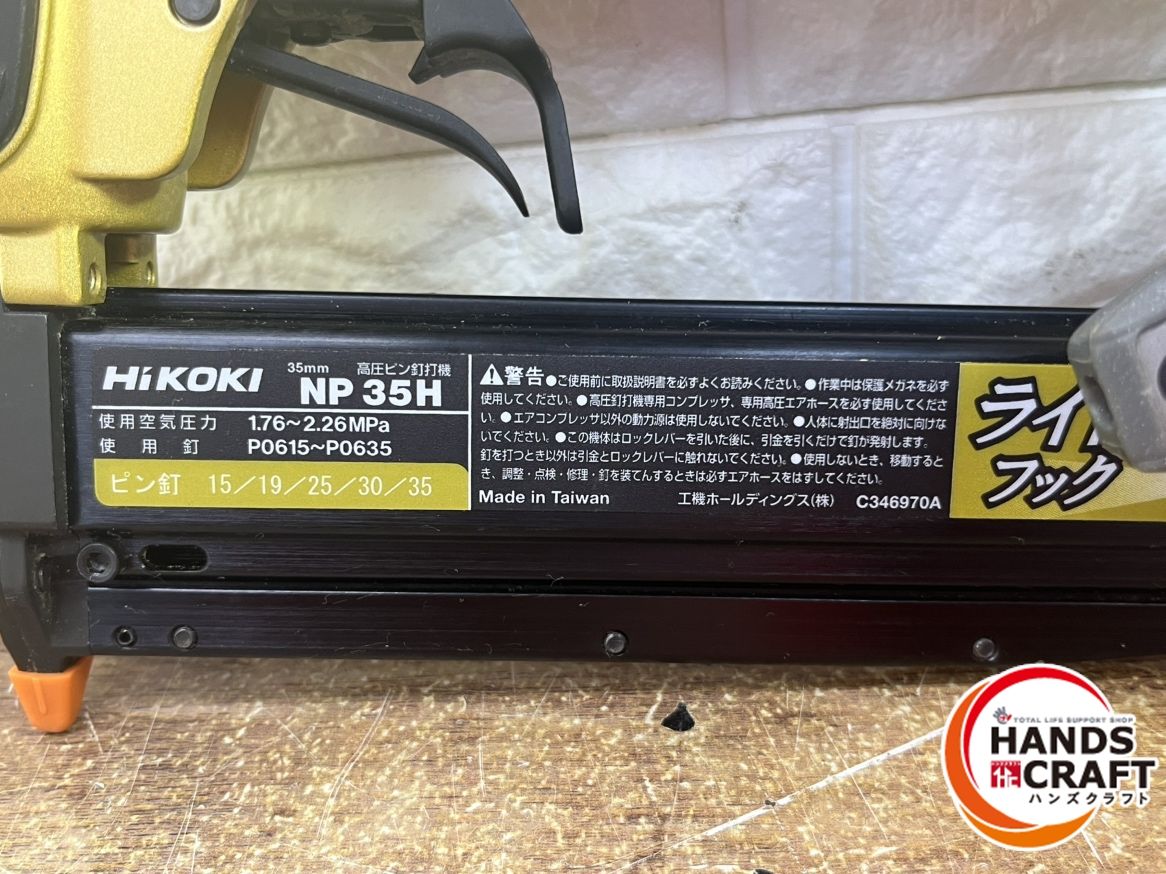 HiKOKI
35mm 高圧ピン釘打機
NP 35H
使用空気圧力 1.76~2.26MPa
使用釘 P0615~P0635
ピン釘 15/19/25/30/35
警告●ご使用前に取扱説明書を必ずよくお読みください。●作業中は保護メガネを必ず
使用してください。●高圧釘打機専用コンプレッサ、専用高圧エアホースを必ず使用してくださ
い。●エアコンプレッサ以外の動力源は使用しないでください。●人体に射出口を絶対に向けな
いでください。●この機体はロックレバーを引いた後に、引金を引くだけで釘が発射します。
釘を打つとき以外は引金とロックレバーに触れないでください。●使用しないとき、移動すると
き、調整・点検・修理・釘を装てんするときは必ずエアホースをはずしてください。
Made in Taiwan 工機ホールディングス(株) C346970A
ライ
フック
TOTAL LIFE SUPPORT SHOP
HANDS
CRAFT
ハンズクラフト